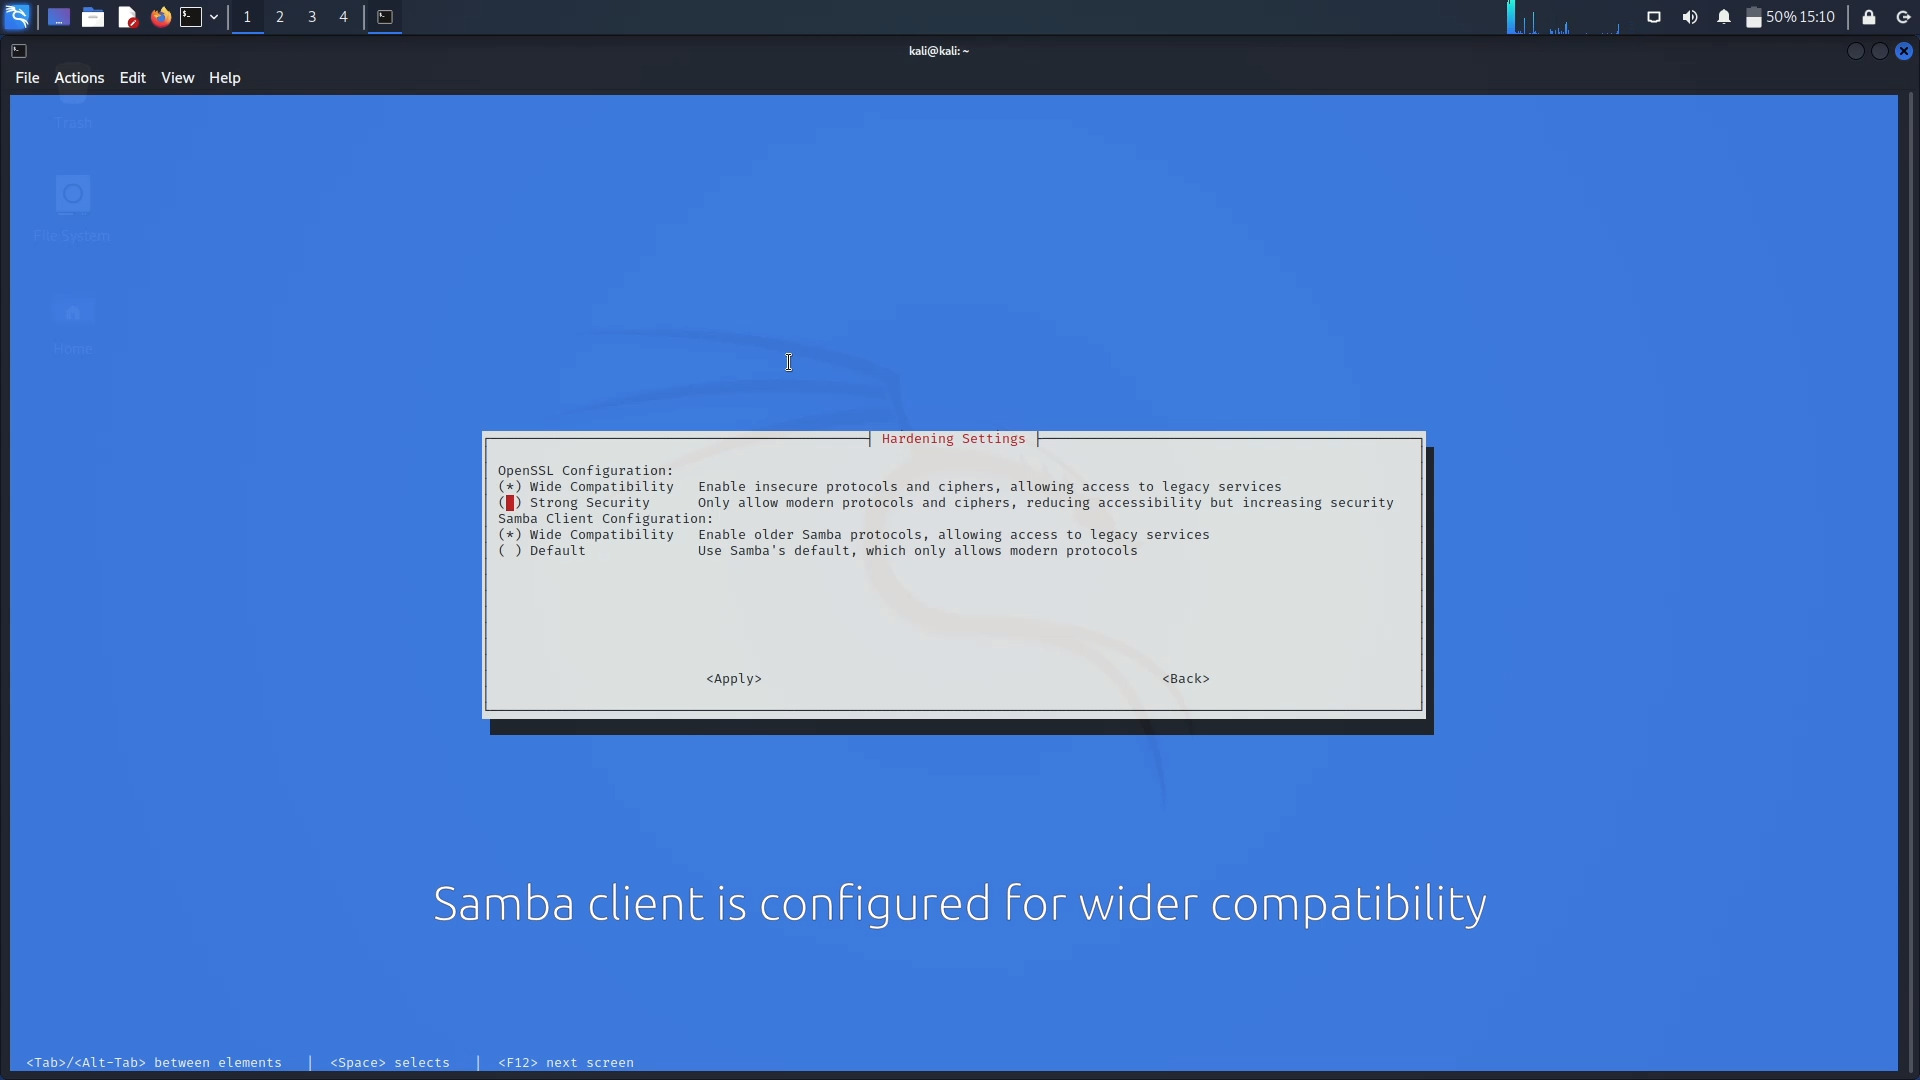 1 2 3 4 50% 15:10
kali@kali: ~
File Actions Edit View Help
Trash
File System
Home
Hardening Settings
OpenSSL Configuration:
(*) Wide Compatibility Enable insecure protocols and ciphers, allowing access to legacy services
( ) Strong Security Only allow modern protocols and ciphers, reducing accessibility but increasing security
Samba Client Configuration:
(*) Wide Compatibility Enable older Samba protocols, allowing access to legacy services
( ) Default Use Samba's default, which only allows modern protocols
<Apply> <Back>
Samba client is configured for wider compatibility
<Tab>/<Alt-Tab> between elements | <Space> selects | <F12> next screen